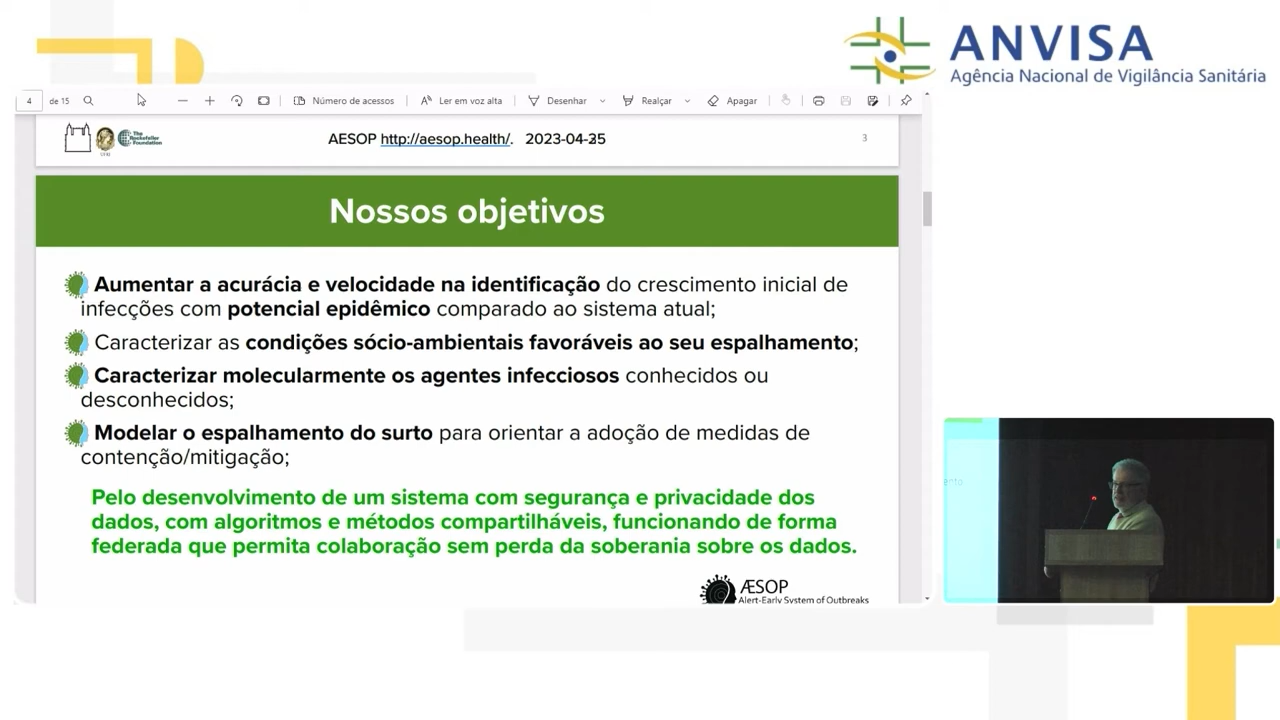 ANVISA
Agência Nacional de Vigilância Sanitária
4 de 15 Número de acessos Ler em voz alta Desenhar Realçar Apagar
The Rockefeller Foundation
AESOP http://aesop.health/. 2023-04-25 3
Nossos objetivos
Aumentar a acurácia e velocidade na identificação do crescimento inicial de
infecções com potencial epidêmico comparado ao sistema atual;
Caracterizar as condições sócio-ambientais favoráveis ao seu espalhamento;
Caracterizar molecularmente os agentes infecciosos conhecidos ou
desconhecidos;
Modelar o espalhamento do surto para orientar a adoção de medidas de
contenção/mitigação;
Pelo desenvolvimento de um sistema com segurança e privacidade dos
dados, com algoritmos e métodos compartilháveis, funcionando de forma
federada que permita colaboração sem perda da soberania sobre os dados.
ÆSOP
Alert-Early System of Outbreaks